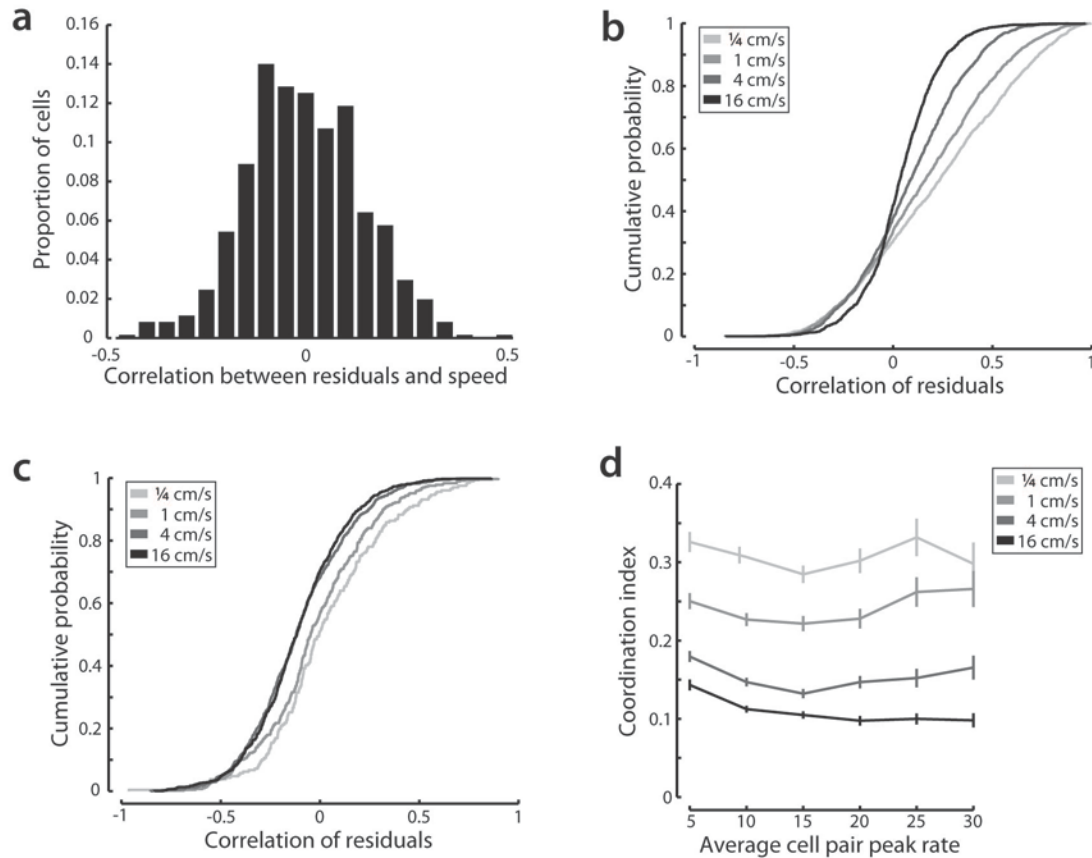 a
0.16
0.14
0.12
0.1
0.08
0.06
0.04
0.02
0
Proportion of cells
-0.5
0
0.5
Correlation between residuals and speed
b
1
0.8
0.6
0.4
0.2
0
Cumulative probability
¼ cm/s
1 cm/s
4 cm/s
16 cm/s
-1
-0.5
0
0.5
1
Correlation of residuals
c
1
0.8
0.6
0.4
0.2
0
Cumulative probability
¼ cm/s
1 cm/s
4 cm/s
16 cm/s
-1
-0.5
0
0.5
1
Correlation of residuals
d
0.4
0.3
0.2
0.1
0
Coordination index
¼ cm/s
1 cm/s
4 cm/s
16 cm/s
5
10
15
20
25
30
Average cell pair peak rate